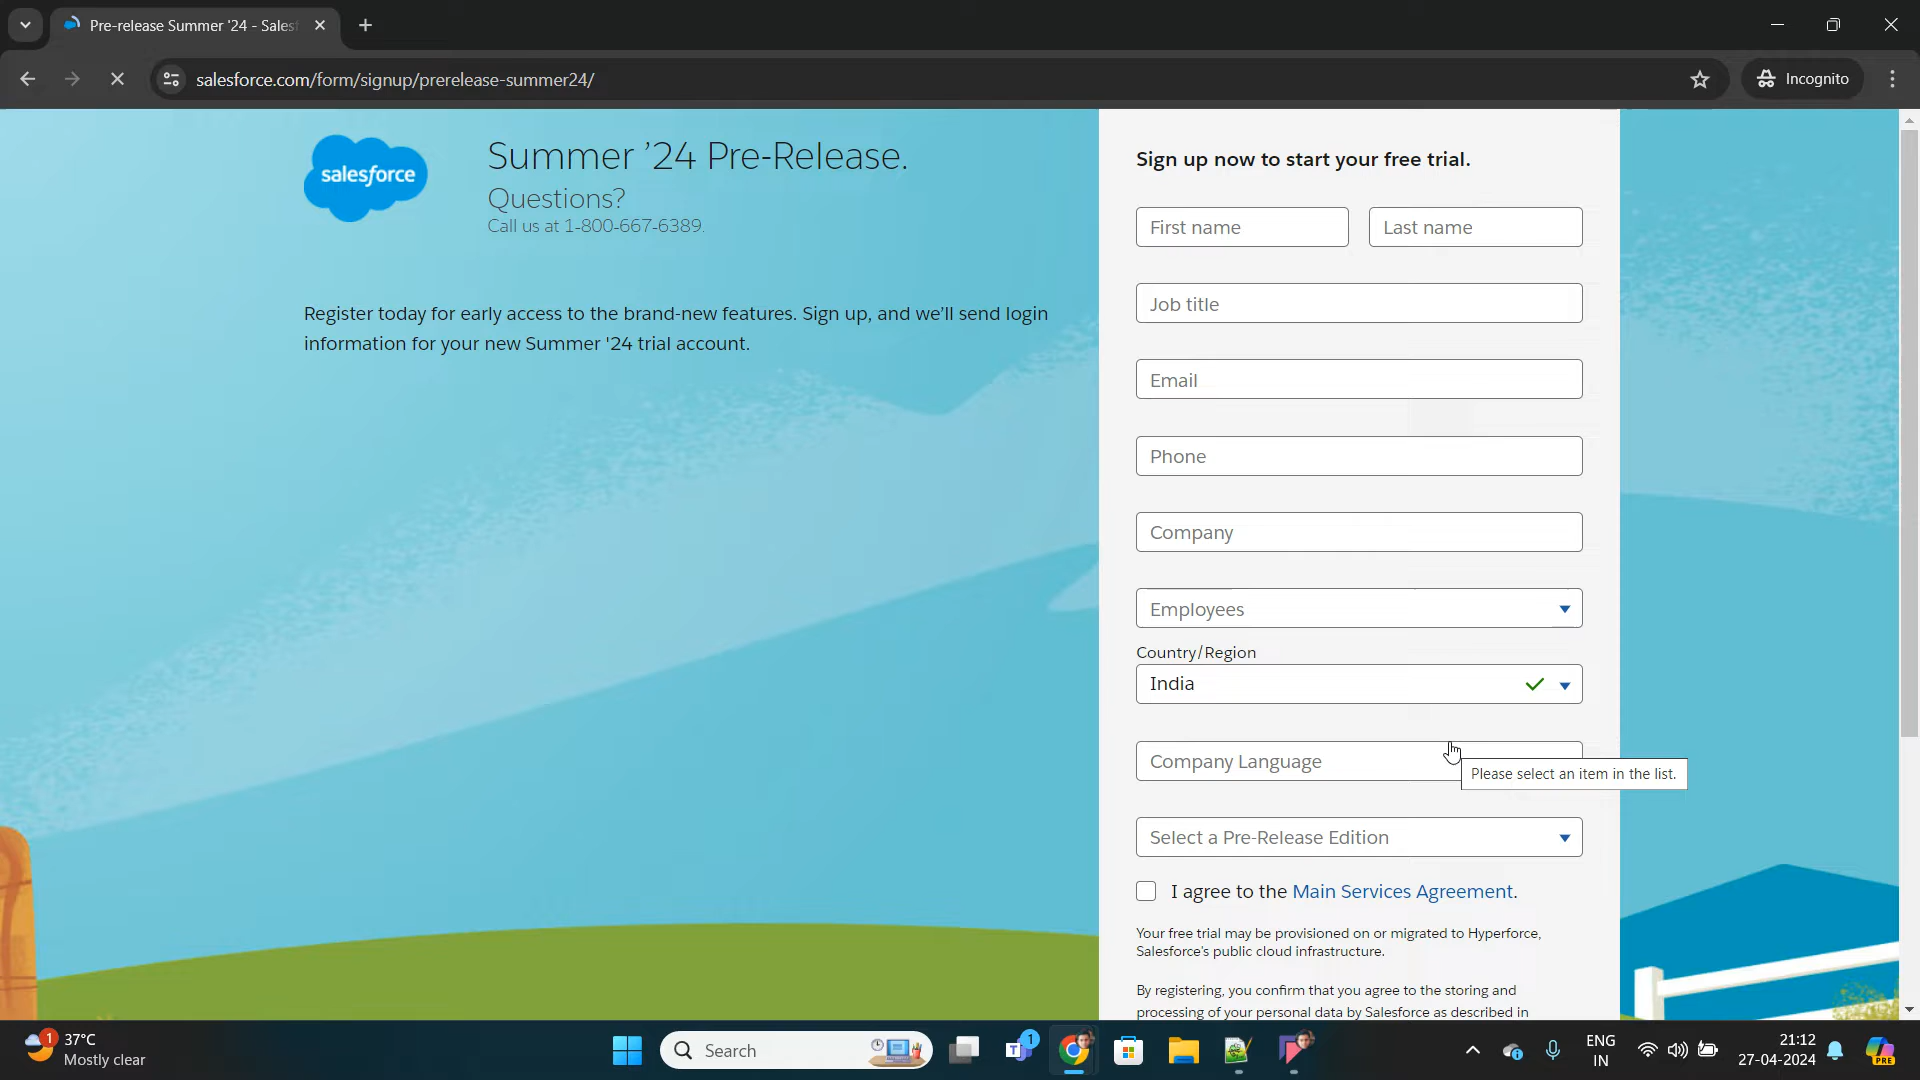 Pre-release Summer '24 - Sales
salesforce.com/form/signup/prerelease-summer24/
Incognito
salesforce
Summer ’24 Pre-Release.
Questions?
Call us at 1-800-667-6389.
Register today for early access to the brand-new features. Sign up, and we’ll send login
information for your new Summer '24 trial account.
Sign up now to start your free trial.
First name
Last name
Job title
Email
Phone
Company
Employees
Country/Region
India
Company Language
Please select an item in the list.
Select a Pre-Release Edition
I agree to the Main Services Agreement.
Your free trial may be provisioned on or migrated to Hyperforce,
Salesforce's public cloud infrastructure.
By registering, you confirm that you agree to the storing and
processing of your personal data by Salesforce as described in
1
37°C
Mostly clear
Search
1
ENG
IN
21:12
27-04-2024
PRE